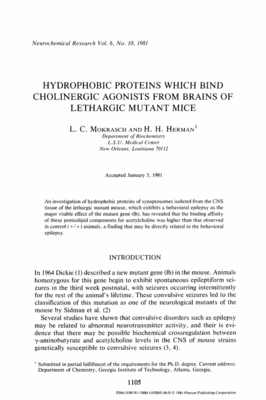 Neurochemical Research Vol. 6, No. 10, 1981
HYDROPHOBIC PROTEINS WHICH BIND
CHOLINERGIC AGONISTS FROM BRAINS OF
LETHARGIC MUTANT MICE
L. C. MOKRASCH AND H. H. HERMAN¹
Department of Biochemistry
L.S.U. Medical Center
New Orleans, Louisiana 70112
Accepted January 5, 1981
An investigation of hydrophobic proteins of synaptosomes isolated from the CNS
tissue of the lethargic mutant mouse, which exhibits a behavioral epilepsy as the
major visible effect of the mutant gene (lh), has revealed that the binding affinity
of these proteolipid components for acetylcholine was higher than that observed
in control (+/+) animals, a finding that may be directly related to the behavioral
epilepsy.
INTRODUCTION
In 1964 Dickie (1) described a new mutant gene (lh) in the mouse. Animals
homozygous for this gene begin to exhibit spontaneous epileptiform sei-
zures in the third week postnatal, with seizures occurring intermittently
for the rest of the animal's lifetime. These convulsive seizures led to the
classification of this mutation as one of the neurological mutants of the
mouse by Sidman et al. (2)
Several studies have shown that convulsive disorders such as epilepsy
may be related to abnormal neurotransmitter activity, and their is evi-
dence that there may be possible biochemical crossregulation between
γ-aminobutyrate and acetylcholine levels in the CNS of mouse strains
genetically susceptible to convulsive seizures (3, 4).
¹ Submitted in partial fulfillment of the requirements for the Ph.D. degree. Current address:
Department of Chemistry, Georgia Institute of Technology, Atlanta, Georgia.
1105
© 1981 Plenum Publishing Corporation